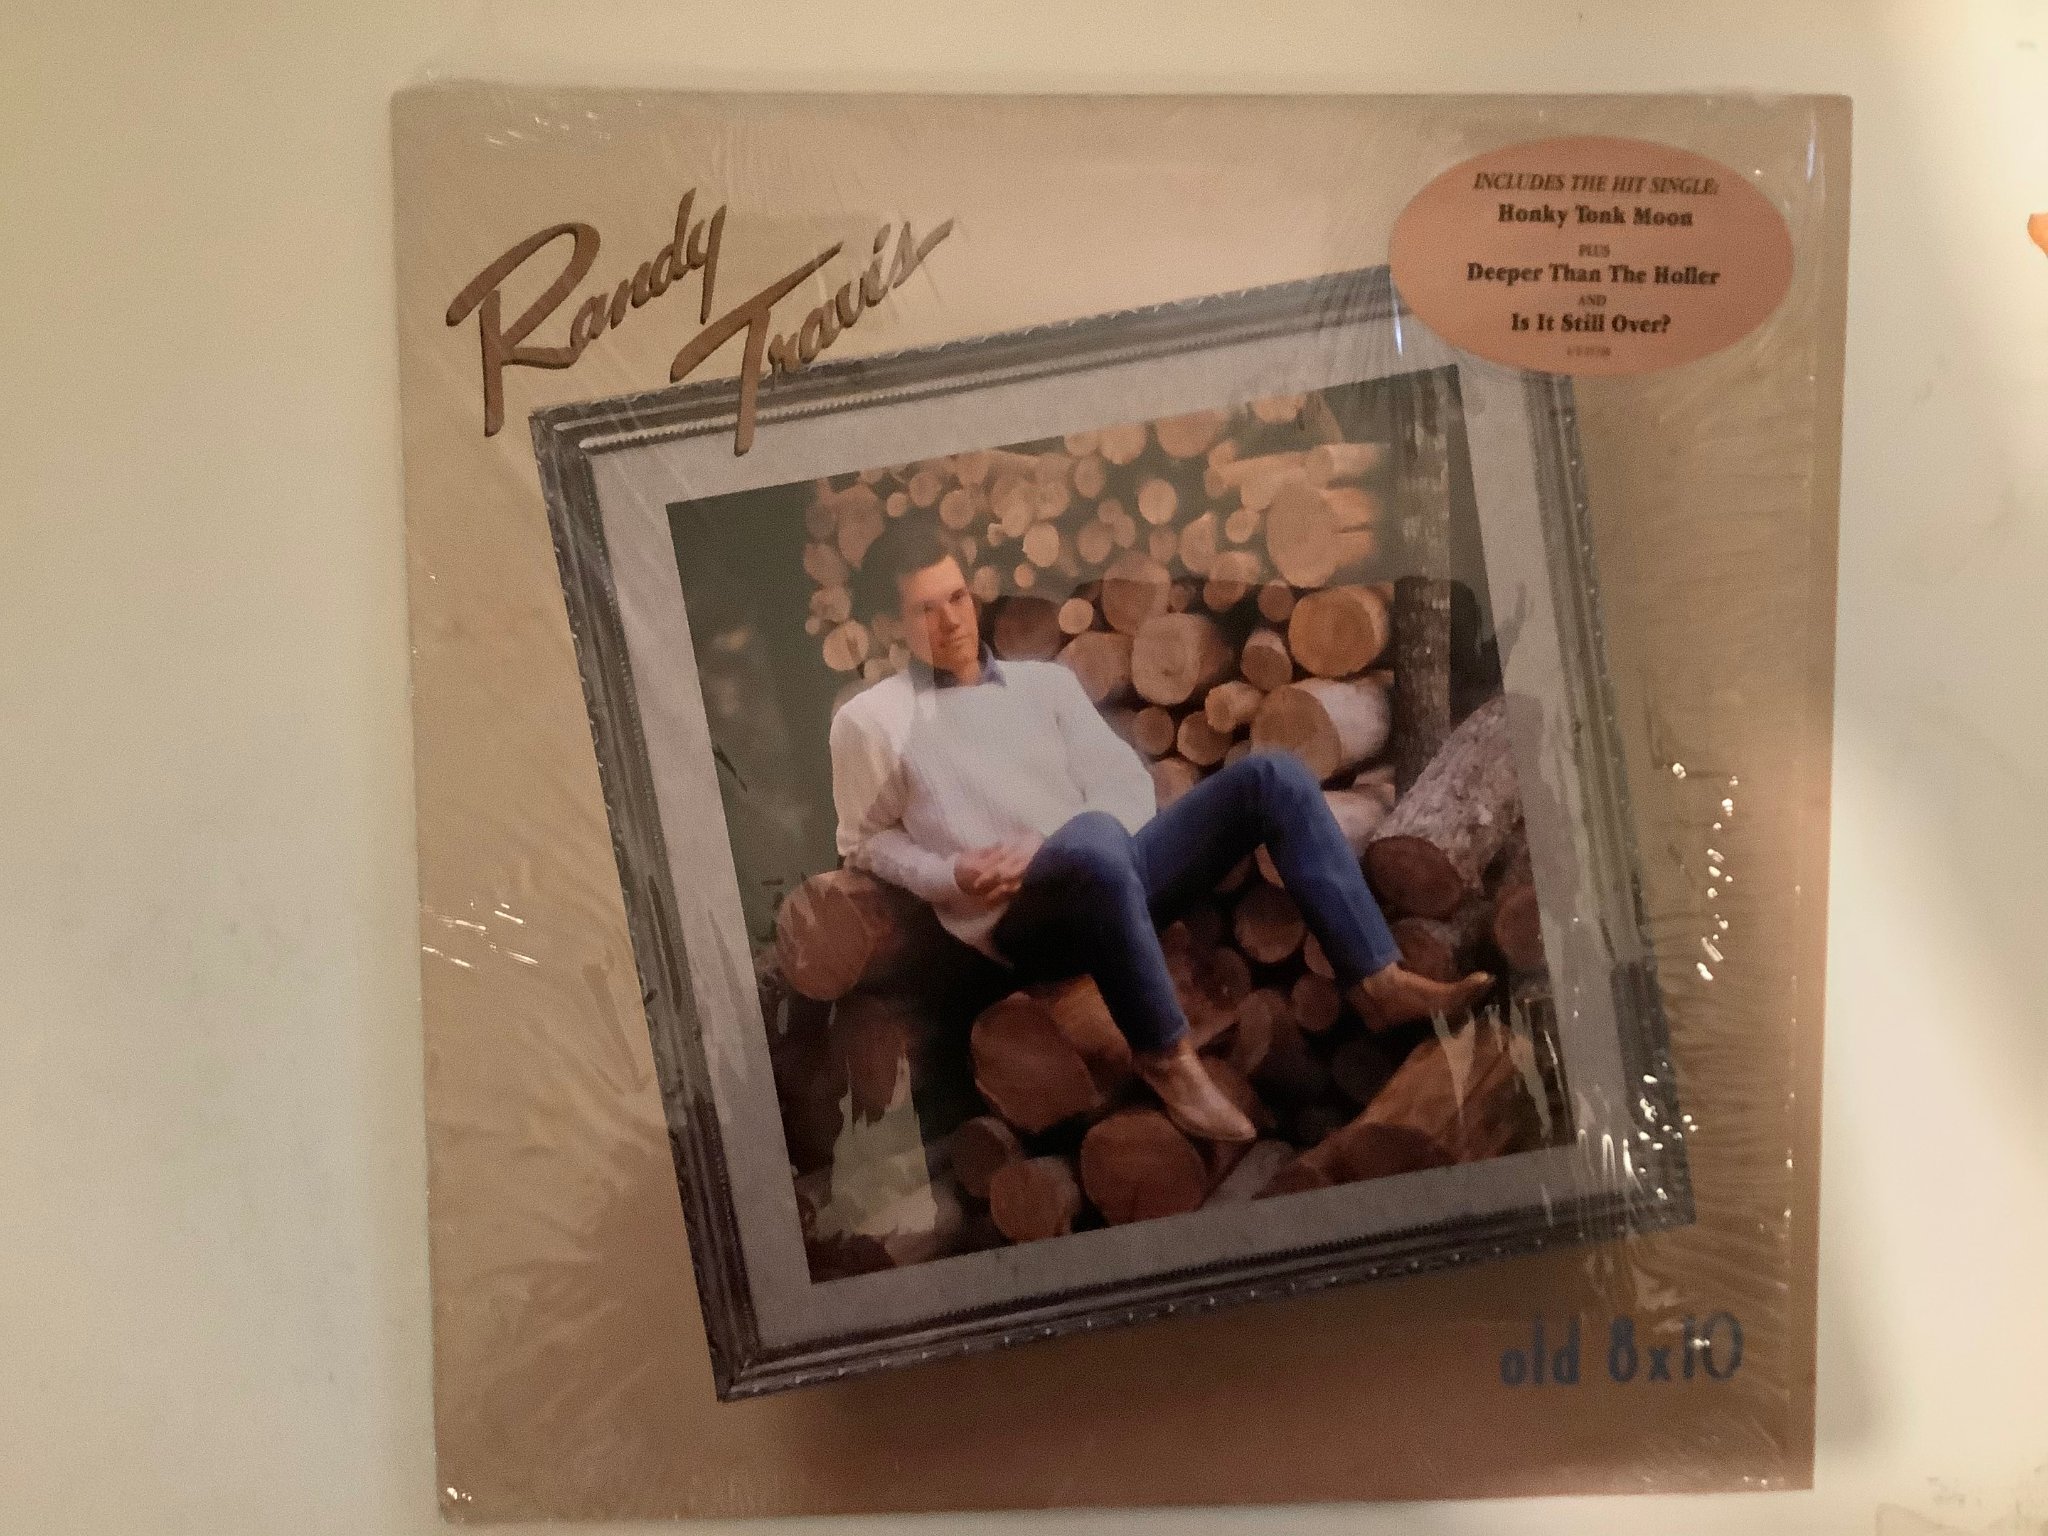 Randy
Travis
INCLUDES THE HIT SINGLE:
Honky Tonk Moon
PLUS
Deeper Than The Holler
AND
Is It Still Over?
old 8x10